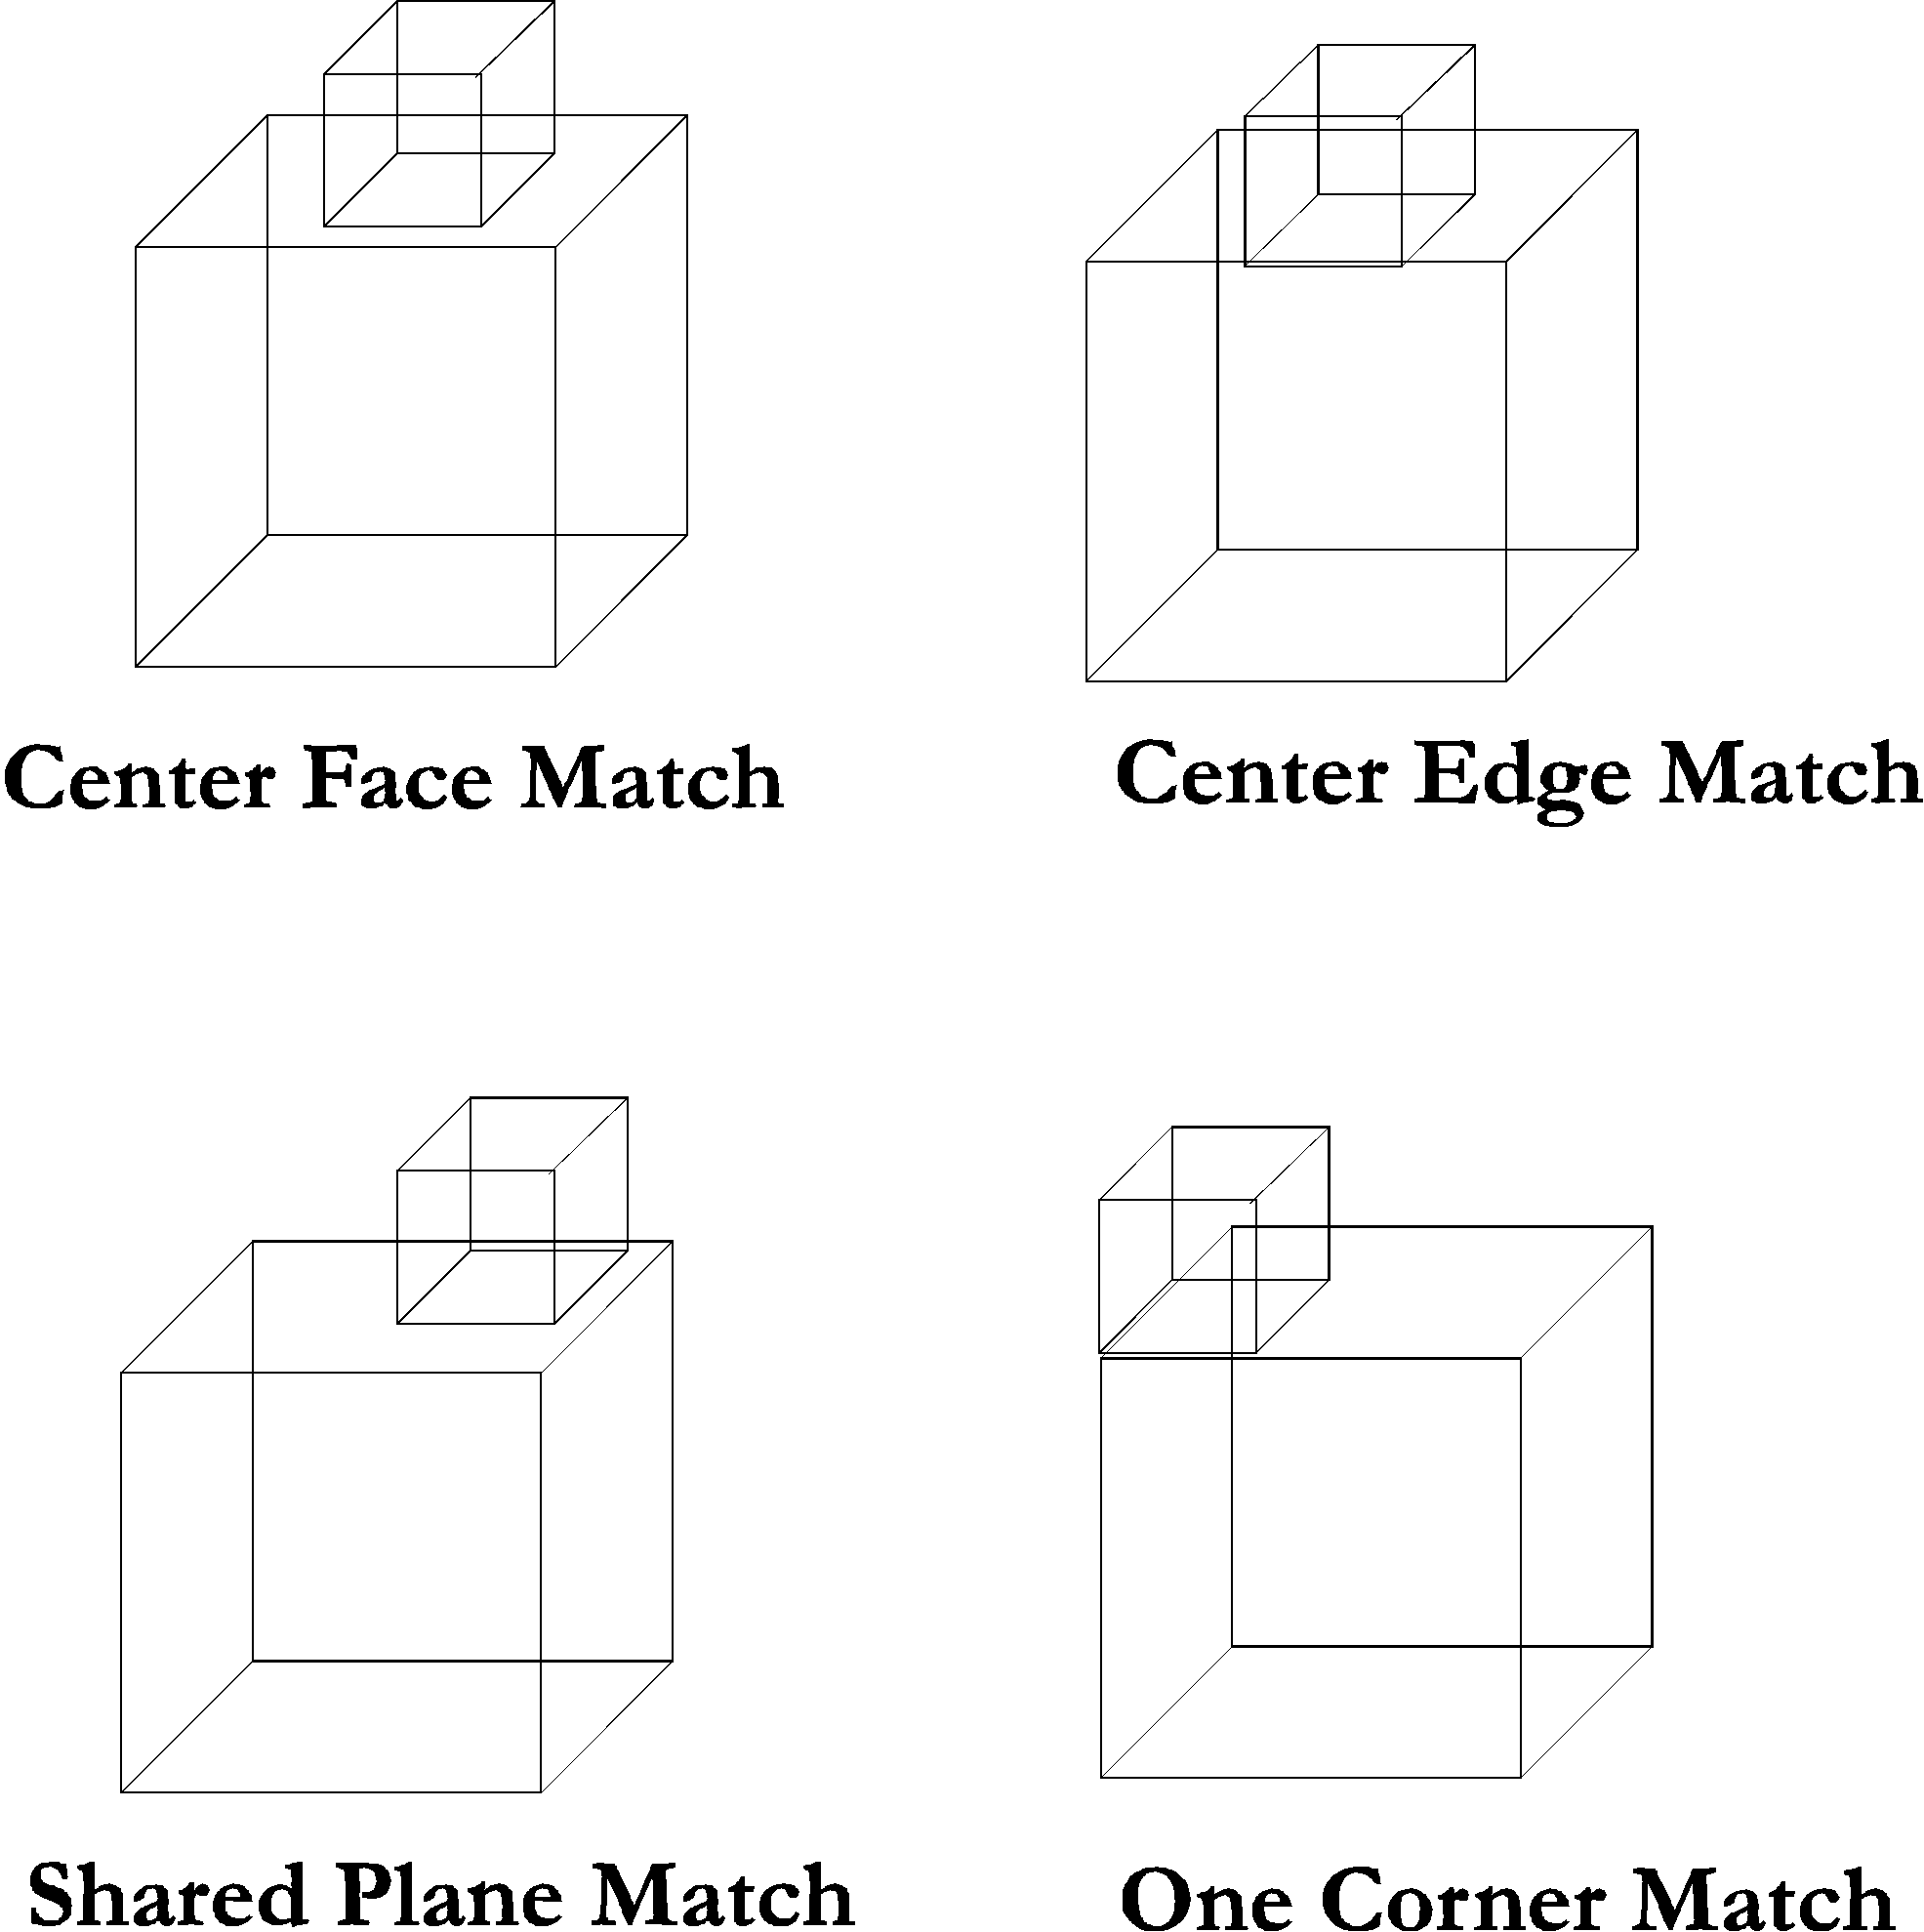 Center Face Match
Center Edge Match
Shared Plane Match
One Corner Match